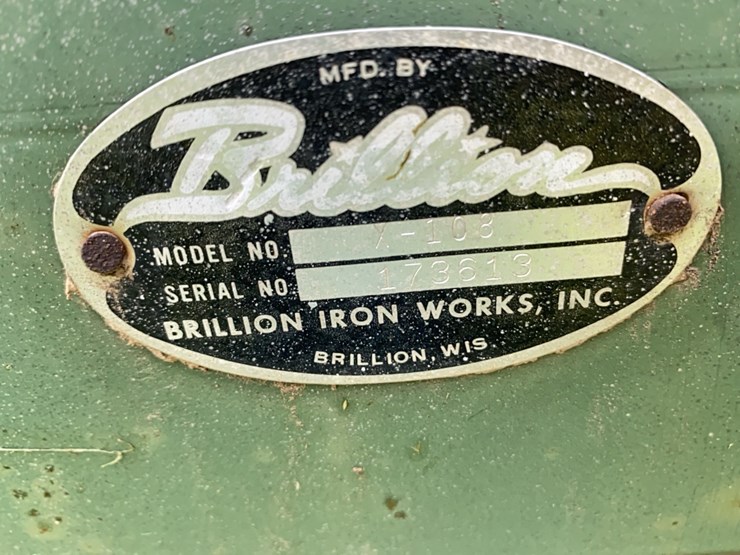 MFD. BY
Brillion
MODEL NO. X-108
SERIAL NO. 173613
BRILLION IRON WORKS, INC.
BRILLION, WIS.